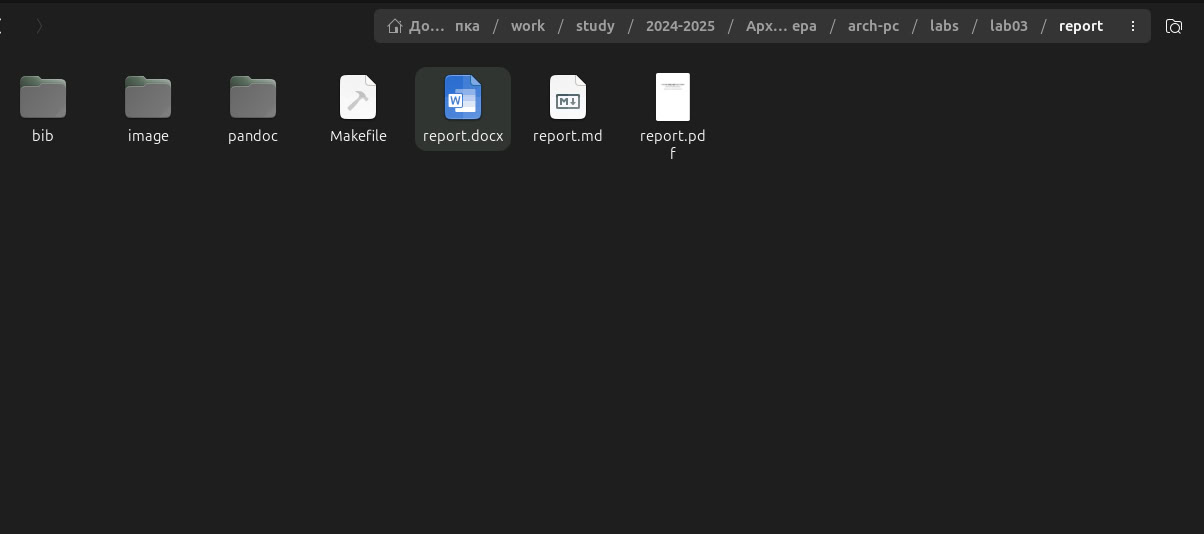 До... пка / work / study / 2024-2025 / Арх... ера / arch-pc / labs / lab03 / report
bib
image
pandoc
Makefile
report.docx
report.md
report.pd
f